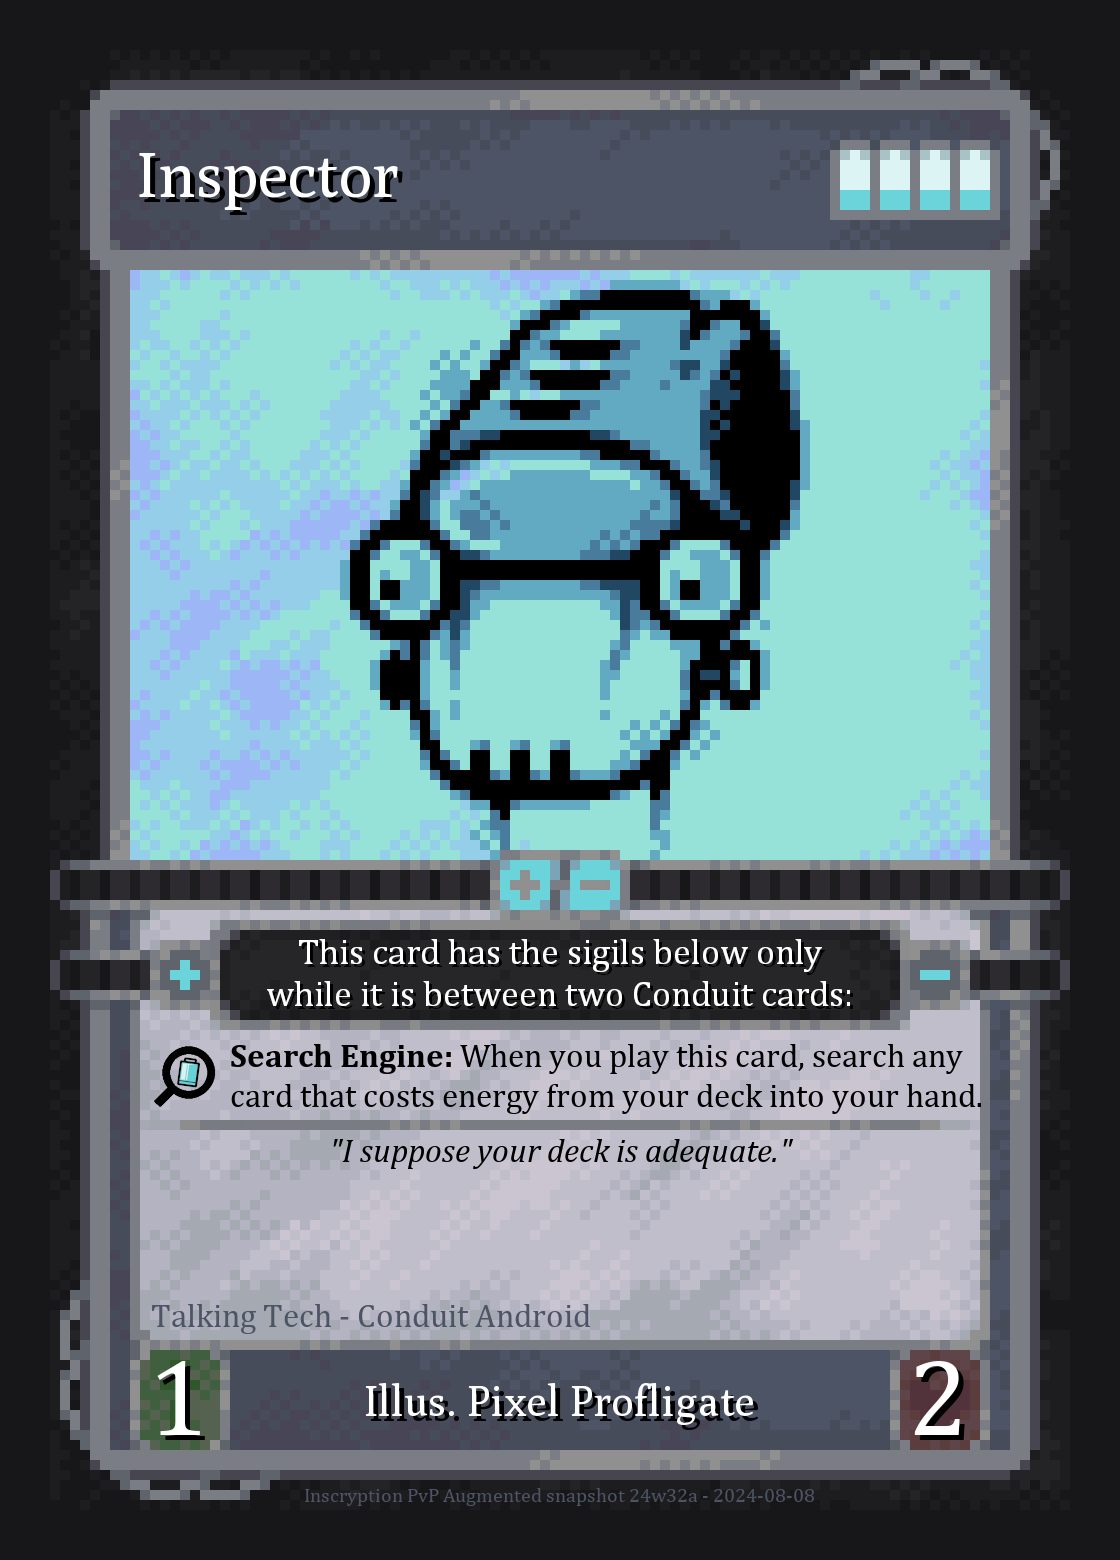 Inspector
This card has the sigils below only
while it is between two Conduit cards:
Search Engine: When you play this card, search any
card that costs energy from your deck into your hand.
"I suppose your deck is adequate."
Talking Tech - Conduit Android
1
Illus. Pixel Profligate
2
Inscryption PvP Augmented snapshot 24w32a - 2024-08-08